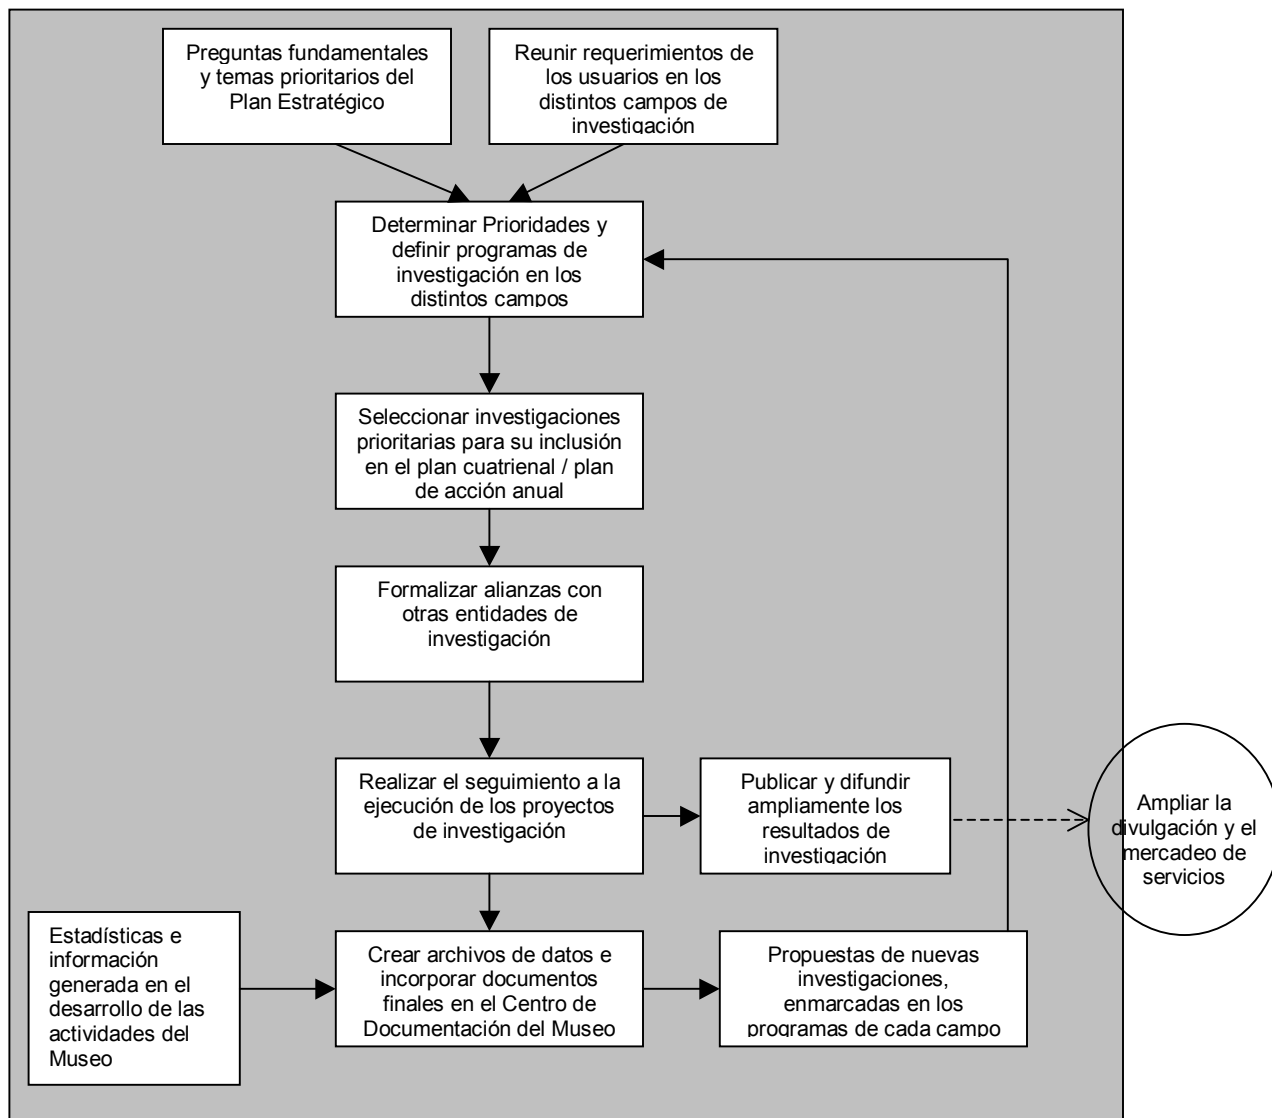 Preguntas fundamentales
y temas prioritarios del
Plan Estratégico
Reunir requerimientos de
los usuarios en los
distintos campos de
investigación
Determinar Prioridades y
definir programas de
investigación en los
distintos campos
Seleccionar investigaciones
prioritarias para su inclusión
en el plan cuatrienal / plan
de acción anual
Formalizar alianzas con
otras entidades de
investigación
Realizar el seguimiento a la
ejecución de los proyectos
de investigación
Publicar y difundir
ampliamente los
resultados de
investigación
Ampliar la
divulgación y el
mercadeo de
servicios
Estadísticas e
información
generada en el
desarrollo de las
actividades del
Museo
Crear archivos de datos e
incorporar documentos
finales en el Centro de
Documentación del Museo
Propuestas de nuevas
investigaciones,
enmarcadas en los
programas de cada campo